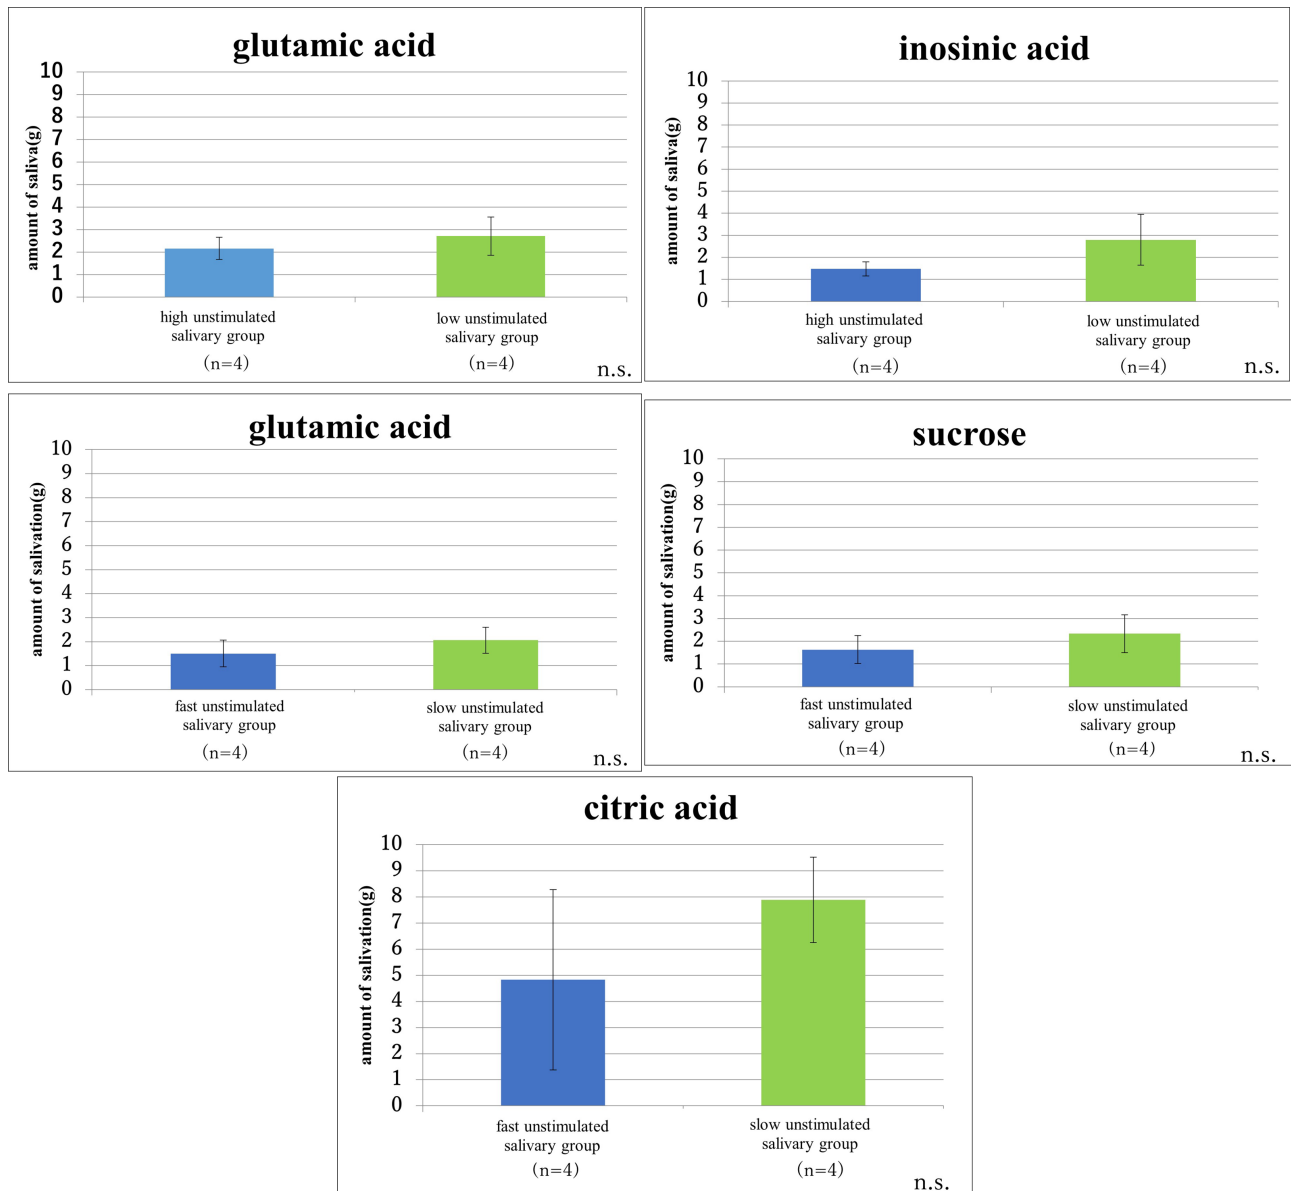 glutamic acid
amount of saliva(g)
10
9
8
7
6
5
4
3
2
1
0
high unstimulated
salivary group
(n=4)
low unstimulated
salivary group
(n=4)
n.s.
inosinic acid
amount of saliva(g)
10
9
8
7
6
5
4
3
2
1
0
high unstimulated
salivary group
(n=4)
low unstimulated
salivary group
(n=4)
n.s.
glutamic acid
amount of salivation(g)
10
9
8
7
6
5
4
3
2
1
0
fast unstimulated
salivary group
(n=4)
slow unstimulated
salivary group
(n=4)
n.s.
sucrose
amount of salivation(g)
10
9
8
7
6
5
4
3
2
1
0
fast unstimulated
salivary group
(n=4)
slow unstimulated
salivary group
(n=4)
n.s.
citric acid
amount of salivation(g)
10
9
8
7
6
5
4
3
2
1
0
fast unstimulated
salivary group
(n=4)
slow unstimulated
salivary group
(n=4)
n.s.